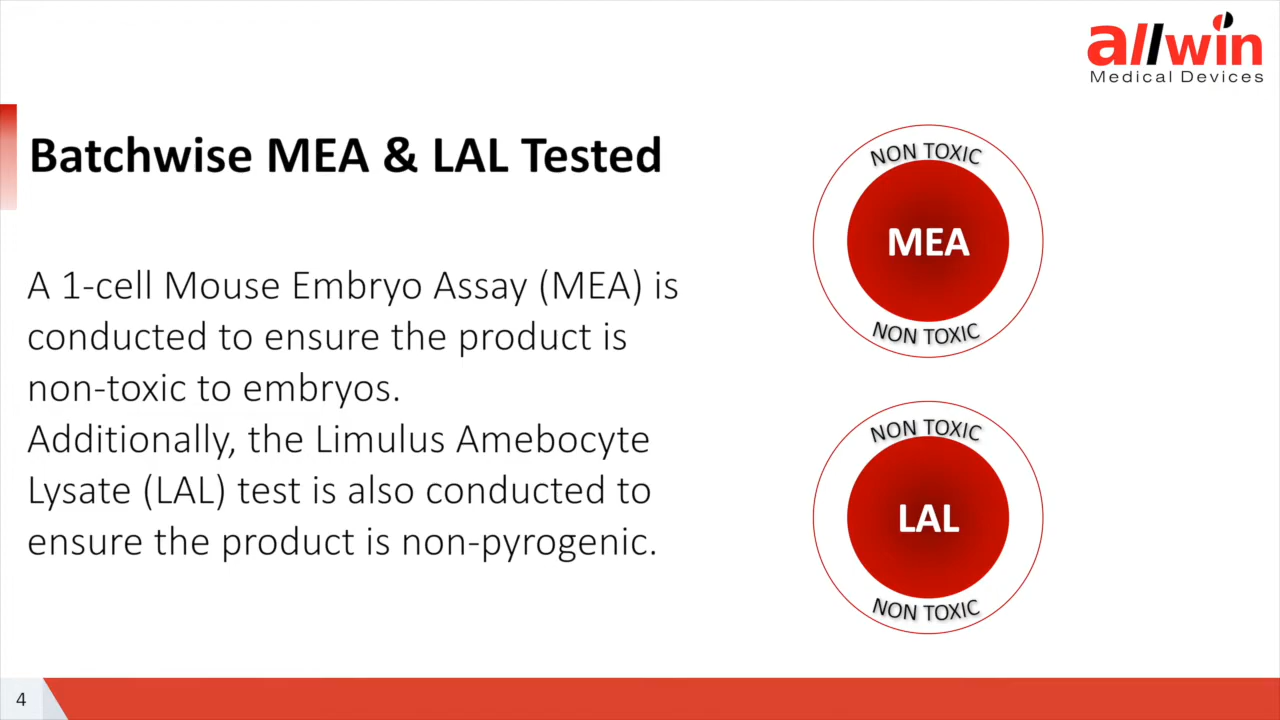 allwin
Medical Devices
Batchwise MEA & LAL Tested
A 1-cell Mouse Embryo Assay (MEA) is
conducted to ensure the product is
non-toxic to embryos.
Additionally, the Limulus Amebocyte
Lysate (LAL) test is also conducted to
ensure the product is non-pyrogenic.
NON TOXIC
MEA
NON TOXIC
NON TOXIC
LAL
NON TOXIC
4